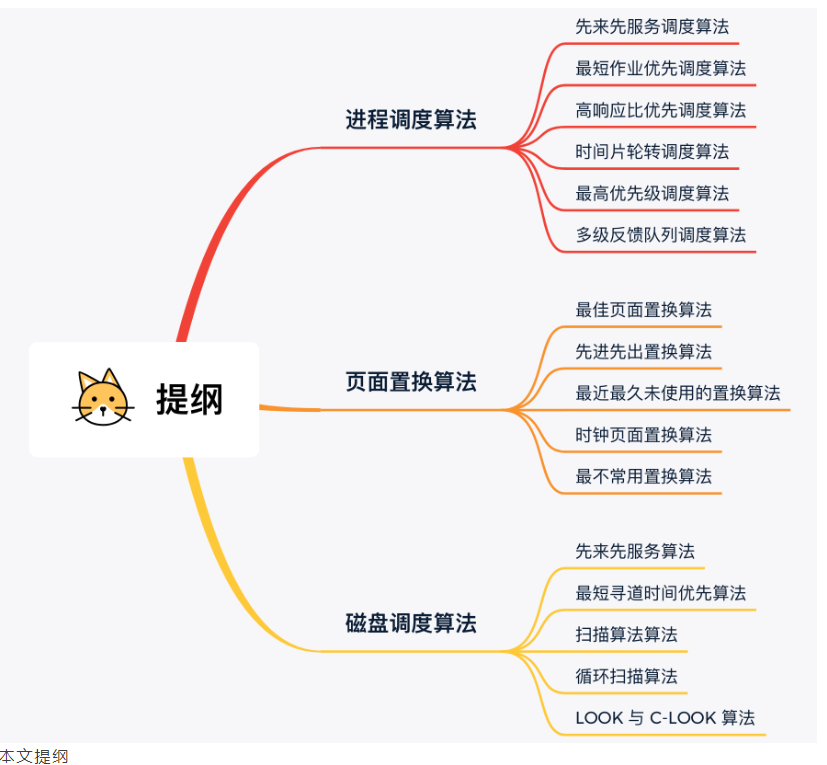 提纲
进程调度算法
先来先服务调度算法
最短作业优先调度算法
高响应比优先调度算法
时间片轮转调度算法
最高优先级调度算法
多级反馈队列调度算法
页面置换算法
最佳页面置换算法
先进先出置换算法
最近最久未使用的置换算法
时钟页面置换算法
最不常用置换算法
磁盘调度算法
先来先服务算法
最短寻道时间优先算法
扫描算法算法
循环扫描算法
LOOK 与 C-LOOK 算法
本文提纲